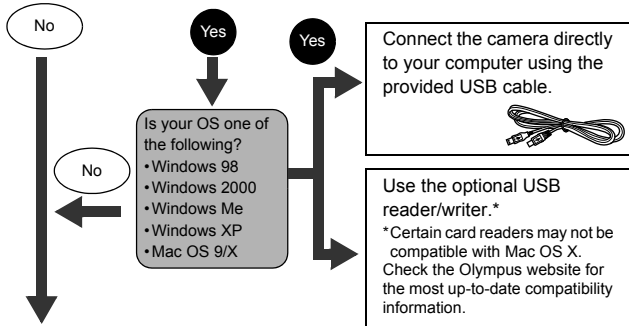 No
Yes
Yes
Connect the camera directly
to your computer using the
provided USB cable.
Is your OS one of
the following?
•Windows 98
•Windows 2000
•Windows Me
•Windows XP
•Mac OS 9/X
No
Use the optional USB
reader/writer.*
*Certain card readers may not be
compatible with Mac OS X.
Check the Olympus website for
the most up-to-date compatibility
information.